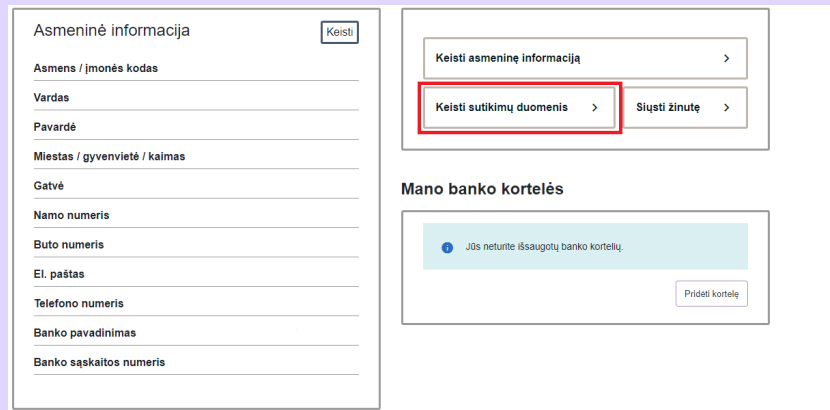 Asmeninė informacija
Keisti
Asmens / įmonės kodas
Vardas
Pavardė
Miestas / gyvenvietė / kaimas
Gatvė
Namo numeris
Buto numeris
El. paštas
Telefono numeris
Banko pavadinimas
Banko sąskaitos numeris
Keisti asmeninę informaciją
Keisti sutikimų duomenis
Siųsti žinutę
Mano banko kortelės
Jūs neturite išsaugotų banko kortelių.
Pridėti kortelę